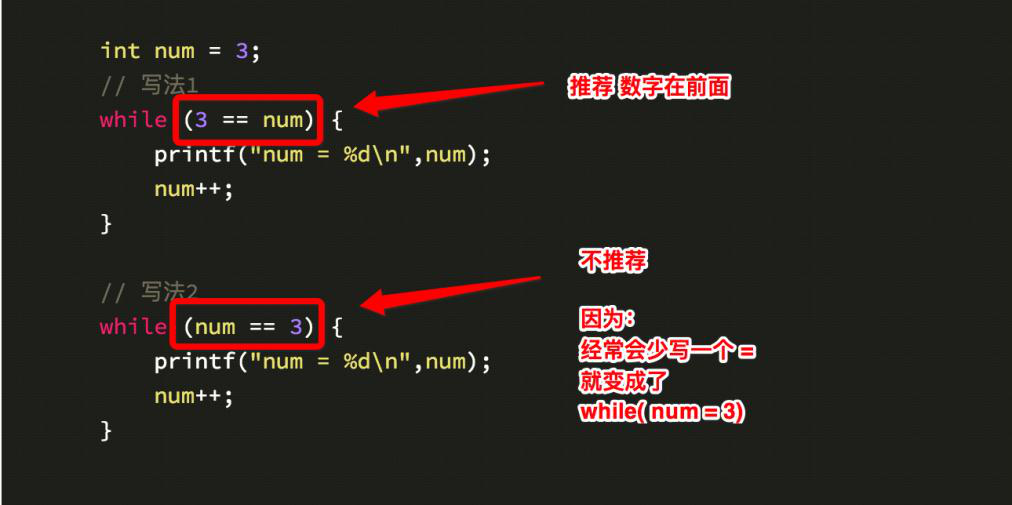 int num = 3;
// 写法1
while (3 == num) {
推荐 数字在前面
printf("num = %d\n",num);
num++;
}
// 写法2
while (num == 3) {
printf("num = %d\n",num);
num++;
}
不推荐
因为：
经常会少写一个 =
就变成了
while( num = 3)